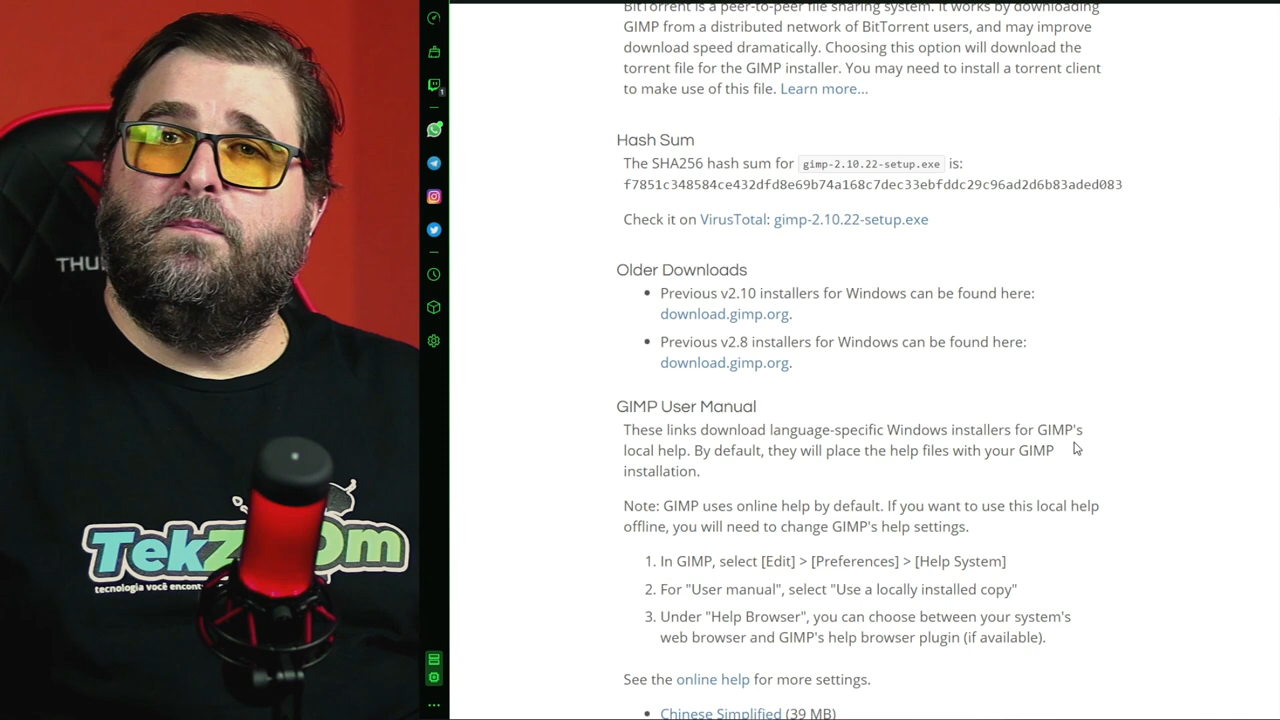 THU
TekZ
m
tecnologia você encont
1
BitTorrent is a peer-to-peer file sharing system. It works by downloading
GIMP from a distributed network of BitTorrent users, and may improve
download speed dramatically. Choosing this option will download the
torrent file for the GIMP installer. You may need to install a torrent client
to make use of this file. Learn more...
Hash Sum
The SHA256 hash sum for gimp-2.10.22-setup.exe is:
f7851c348584ce432dfd8e69b74a168c7dec33ebfddc29c96ad2d6b83aded083
Check it on VirusTotal: gimp-2.10.22-setup.exe
Older Downloads
Previous v2.10 installers for Windows can be found here:
download.gimp.org.
Previous v2.8 installers for Windows can be found here:
download.gimp.org.
GIMP User Manual
These links download language-specific Windows installers for GIMP's
local help. By default, they will place the help files with your GIMP
installation.
Note: GIMP uses online help by default. If you want to use this local help
offline, you will need to change GIMP's help settings.
1. In GIMP, select [Edit] > [Preferences] > [Help System]
2. For "User manual", select "Use a locally installed copy"
3. Under "Help Browser", you can choose between your system's
web browser and GIMP's help browser plugin (if available).
See the online help for more settings.
Chinese Simplified (39 MB)